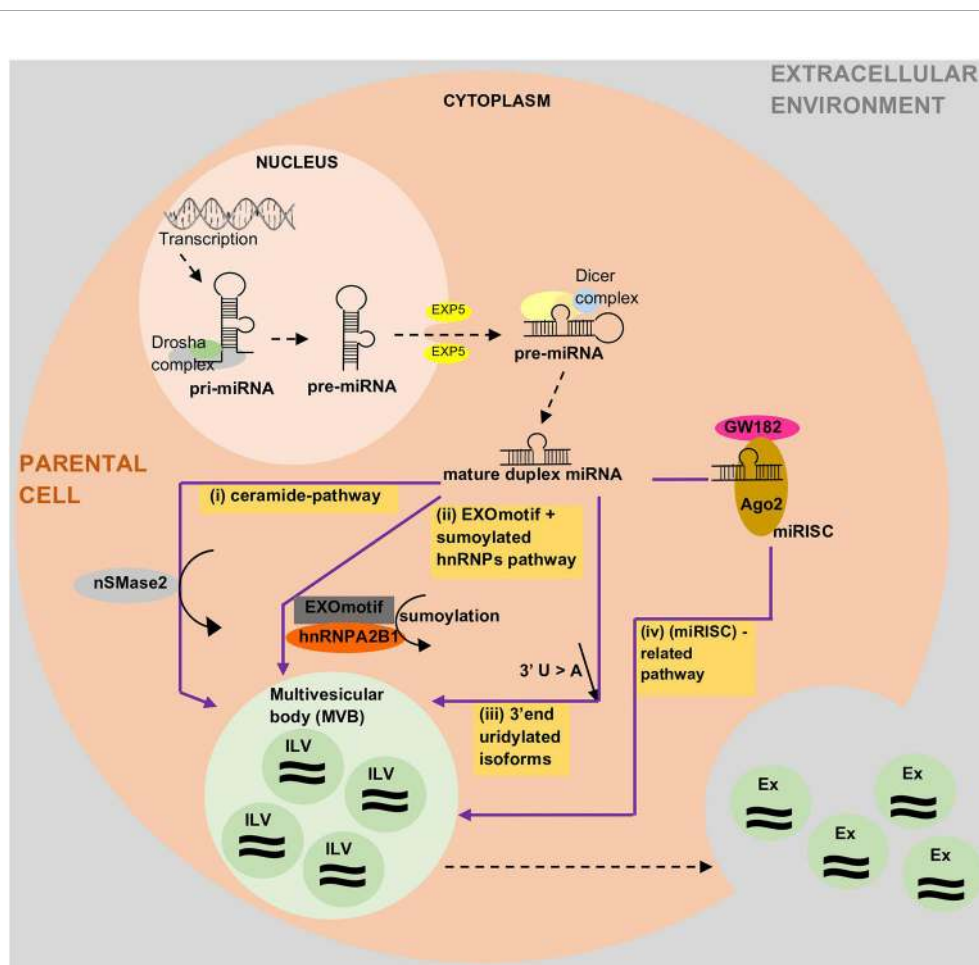 EXTRACELLULAR
ENVIRONMENT
CYTOPLASM
NUCLEUS
Transcription
Drosha
complex
pri-miRNA
pre-miRNA
EXP5
EXP5
Dicer
complex
pre-miRNA
mature duplex miRNA
GW182
Ago2
miRISC
PARENTAL
CELL
(i) ceramide-pathway
(ii) EXOmotif +
sumoylated
hnRNPs pathway
nSMase2
EXOmotif
hnRNPA2B1
sumoylation
3' U > A
(iii) 3'end
uridylated
isoforms
(iv) (miRISC) -
related
pathway
Multivesicular
body (MVB)
ILV
ILV
ILV
ILV
Ex
Ex
Ex
Ex